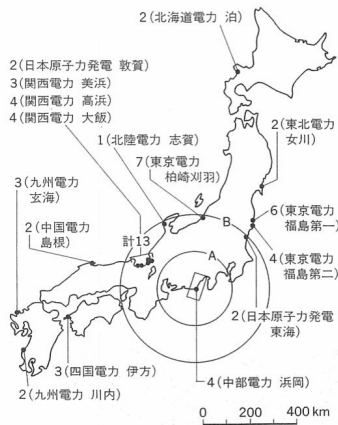 2(北海道電力 泊)
2(日本原子力発電 敦賀)
3(関西電力 美浜)
4(関西電力 高浜)
4(関西電力 大飯)
1(北陸電力 志賀)
7(東京電力
柏崎刈羽)
2(東北電力
女川)
3(九州電力
玄海)
2(中国電力
島根)
計13
B
A
6(東京電力
福島第一)
4(東京電力
福島第二)
2(日本原子力発電
東海)
4(中部電力 浜岡)
3(四国電力 伊方)
2(九州電力 川内)
0 200 400 km